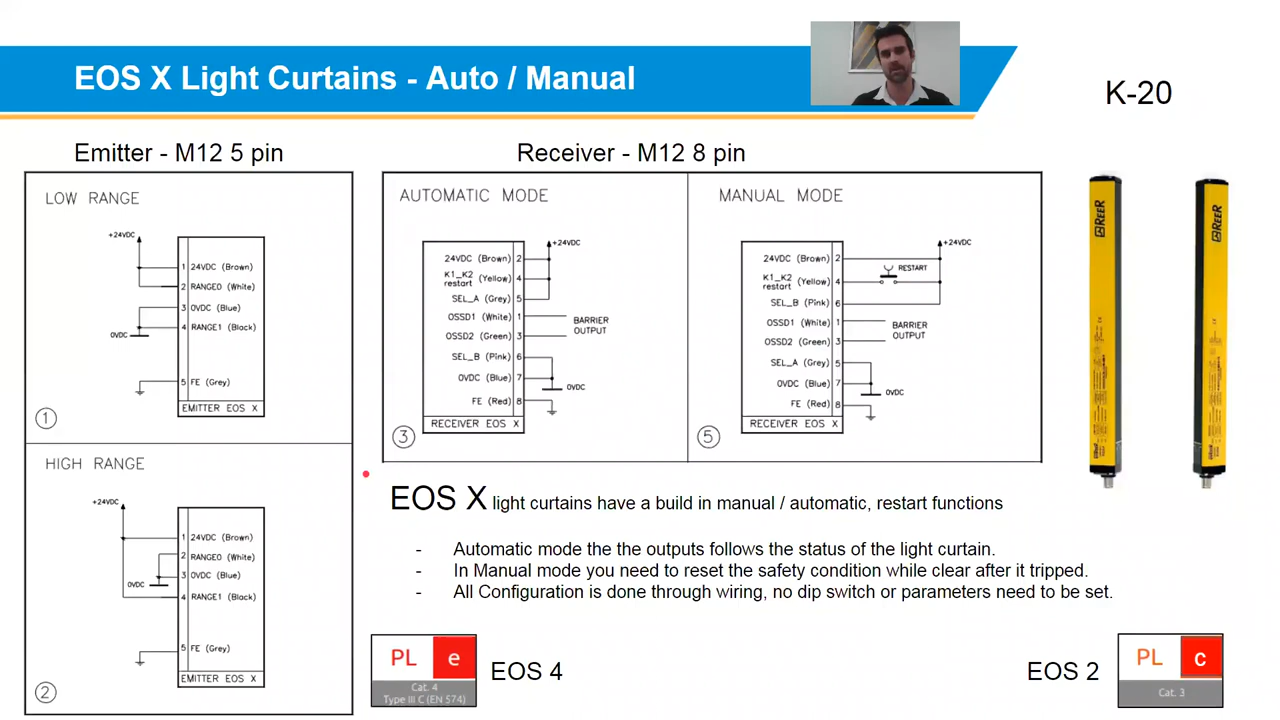 EOS X Light Curtains - Auto / Manual
K-20
Emitter - M12 5 pin
Receiver - M12 8 pin
LOW RANGE
+24VDC
1 24VDC (Brown)
2 RANGE0 (White)
3 0VDC (Blue)
4 RANGE1 (Black)
0VDC
5 FE (Grey)
EMITTER EOS X
1
HIGH RANGE
+24VDC
1 24VDC (Brown)
2 RANGE0 (White)
3 0VDC (Blue)
0VDC
4 RANGE1 (Black)
5 FE (Grey)
EMITTER EOS X
2
AUTOMATIC MODE
+24VDC
24VDC (Brown) 2
K1_K2
restart (Yellow) 4
SEL_A (Grey) 5
OSSD1 (White) 1
BARRIER
OUTPUT
OSSD2 (Green) 3
SEL_B (Pink) 6
0VDC (Blue) 7
0VDC
FE (Red) 8
RECEIVER EOS X
3
MANUAL MODE
+24VDC
24VDC (Brown) 2
RESTART
K1_K2
restart (Yellow) 4
SEL_B (Pink) 6
OSSD1 (White) 1
BARRIER
OUTPUT
OSSD2 (Green) 3
SEL_A (Grey) 5
0VDC (Blue) 7
0VDC
FE (Red) 8
RECEIVER EOS X
5
REER
REER
EOS X light curtains have a build in manual / automatic, restart functions
- Automatic mode the the outputs follows the status of the light curtain.
- In Manual mode you need to reset the safety condition while clear after it tripped.
- All Configuration is done through wiring, no dip switch or parameters need to be set.
PL e
Cat. 4
Type III C (EN 574)
EOS 4
EOS 2
PL c
Cat. 3